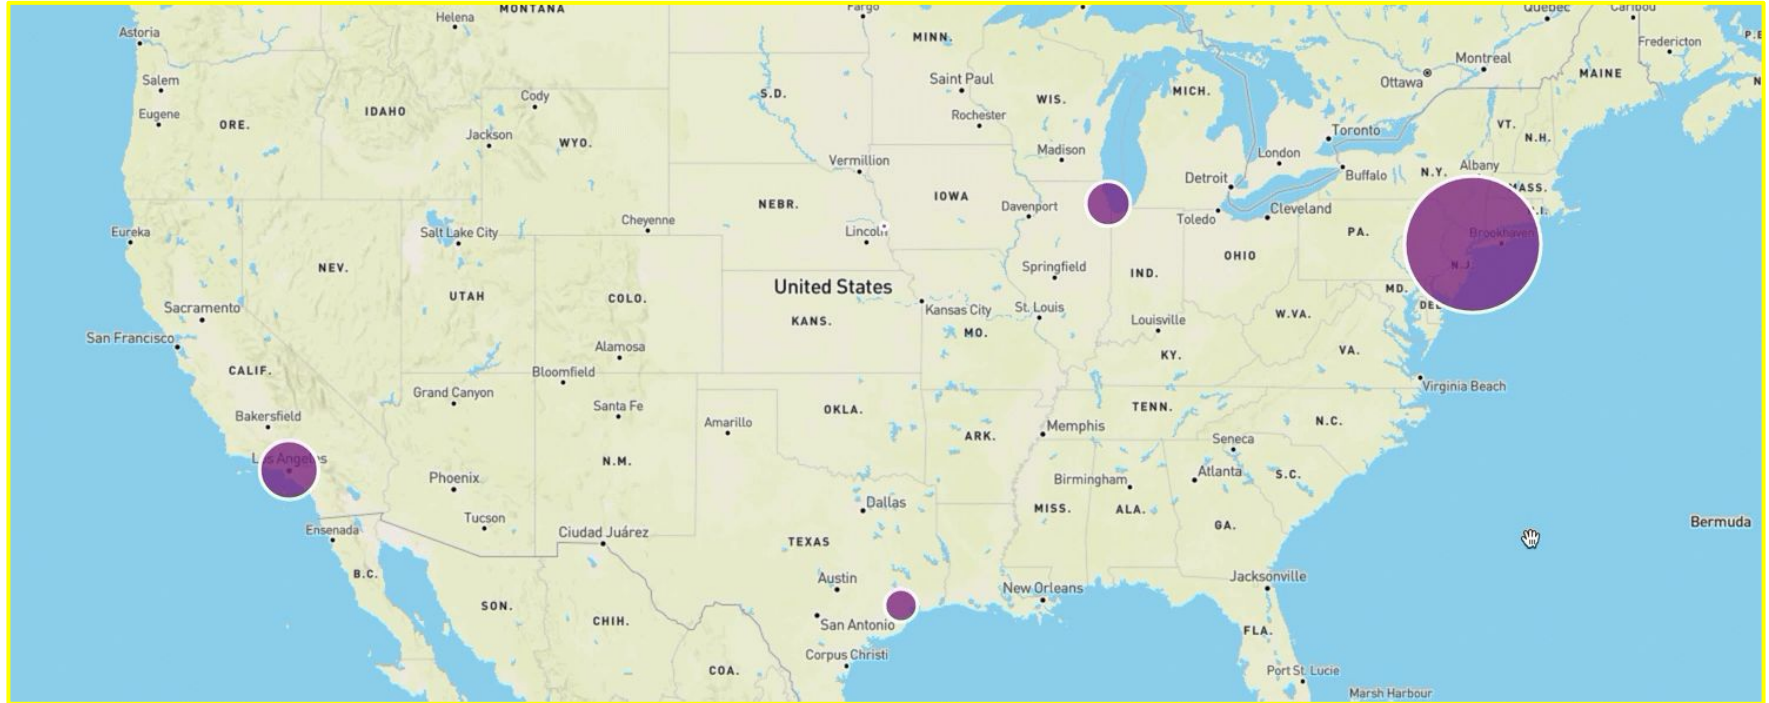 MONTANA
Fargo
Quebec
Caribou
Helena
Astoria
MINN.
Fredericton
Montreal
Ottawa
MAINE
Salem
Cody
S.D.
Saint Paul
WIS.
MICH.
IDAHO
Eugene
ORE.
Jackson
WYO.
Rochester
Toronto
VT.
N.H.
Madison
London
Vermillion
Detroit
Buffalo
N.Y.
Albany
MASS.
IOWA
NEBR.
Davenport
Toledo
Cleveland
Cheyenne
Eureka
Salt Lake City
Lincoln
PA.
Brookhaven
NEV.
Springfield
IND.
OHIO
N.J.
United States
UTAH
COLO.
MD.
DEL
Sacramento
KANS.
Kansas City
St. Louis
Louisville
W.VA.
MO.
San Francisco
Alamosa
KY.
VA.
CALIF.
Bloomfield
Grand Canyon
Virginia Beach
Santa Fe
Bakersfield
Amarillo
OKLA.
TENN.
ARK.
Memphis
N.C.
Seneca
Los Angeles
N.M.
Phoenix
Birmingham
Atlanta
S.C.
Dallas
MISS.
ALA.
Tucson
GA.
Bermuda
Ensenada
Ciudad Juárez
TEXAS
B.C.
Austin
New Orleans
Jacksonville
SON.
CHIH.
San Antonio
FLA.
Corpus Christi
COA.
Port St. Lucie
Marsh Harbour